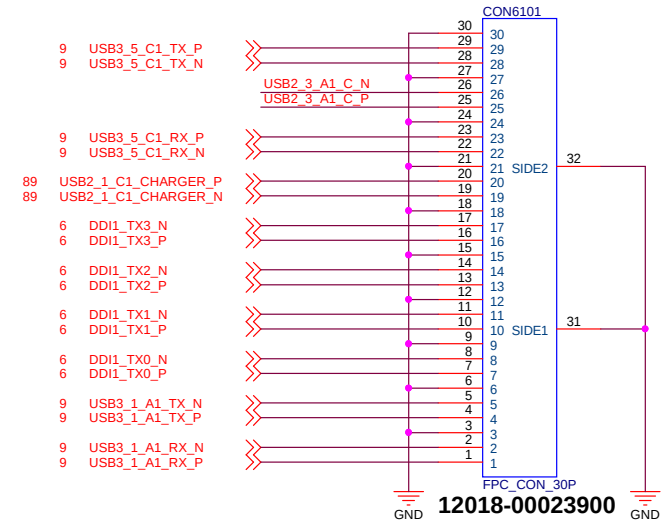 CON6101
30 30
9 USB3_5_C1_TX_P 29 29
9 USB3_5_C1_TX_N 28 28
27 27
USB2_3_A1_C_N 26 26
USB2_3_A1_C_P 25 25
24 24
9 USB3_5_C1_RX_P 23 23
9 USB3_5_C1_RX_N 22 22
21 21 SIDE2 32
89 USB2_1_C1_CHARGER_P 20 20
89 USB2_1_C1_CHARGER_N 19 19
18 18
6 DDI1_TX3_N 17 17
6 DDI1_TX3_P 16 16
15 15
6 DDI1_TX2_N 14 14
6 DDI1_TX2_P 13 13
12 12
6 DDI1_TX1_N 11 11
6 DDI1_TX1_P 10 10 SIDE1 31
9 9
6 DDI1_TX0_N 8 8
6 DDI1_TX0_P 7 7
6 6
9 USB3_1_A1_TX_N 5 5
9 USB3_1_A1_TX_P 4 4
3 3
9 USB3_1_A1_RX_N 2 2
9 USB3_1_A1_RX_P 1 1
FPC_CON_30P
GND 12018-00023900 GND